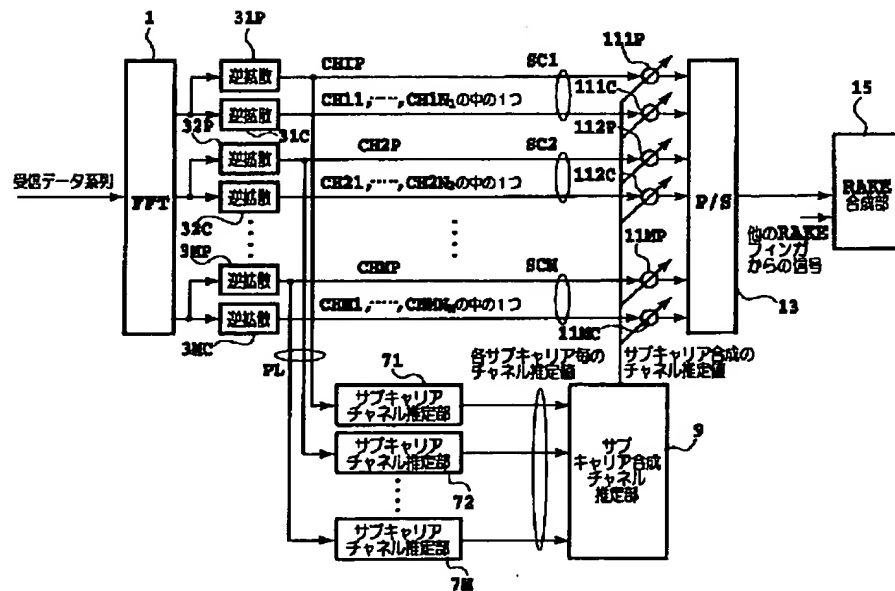 1
31P
逆拡散
CH1P
SC1
111P
CH11,‥‥,CH1N₁の中の1つ
逆拡散
31C
111C
15
32P
112P
逆拡散
CH2P
SC2
CH21,‥‥,CH2N₂の中の1つ
112C
受信データ系列
FFT
逆拡散
32C
P/S
RAKE
合成部
3MP
11MP
他のRAKE
フィンガ
からの信号
逆拡散
CHMP
SCM
CHM1,‥‥,CHMNₘの中の1つ
逆拡散
3MC
11MC
13
PL
各サブキャリア毎の
チャネル推定値
サブキャリア合成の
チャネル推定値
71
サブキャリア
チャネル推定部
9
サブキャリア
チャネル推定部
72
サブ
キャリア合成
チャネル
推定部
サブキャリア
チャネル推定部
7M